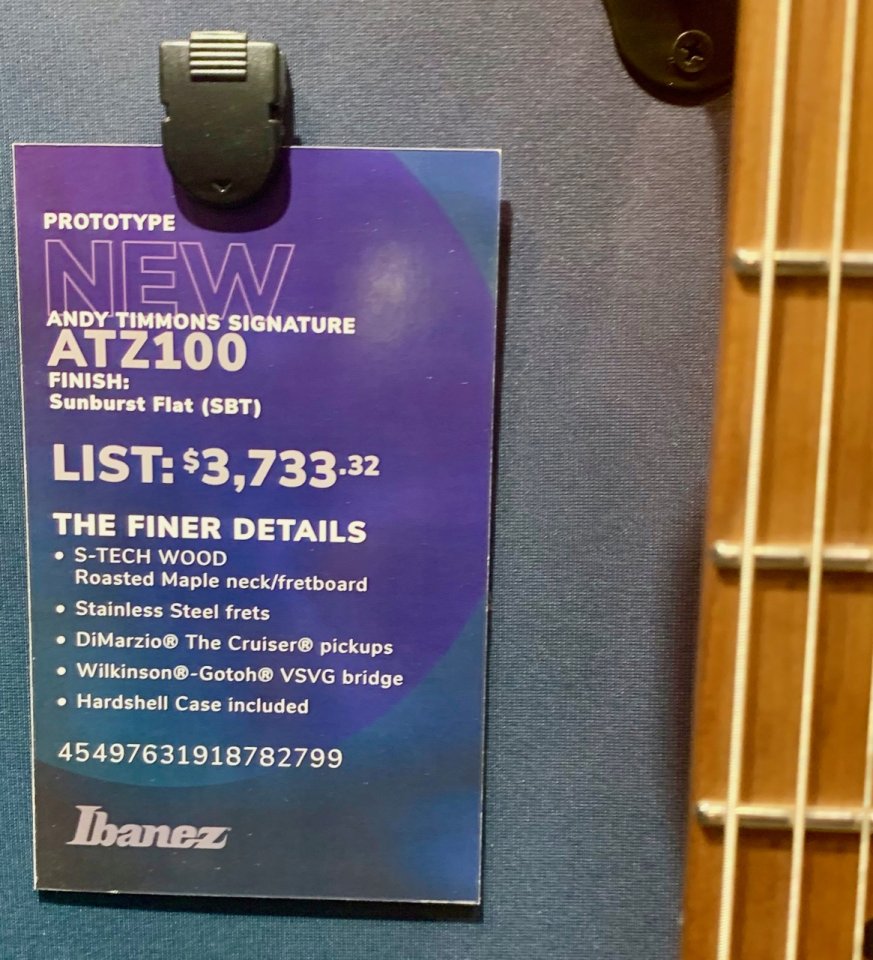 PROTOTYPE
NEW
ANDY TIMMONS SIGNATURE
ATZ100
FINISH:
Sunburst Flat (SBT)
LIST: $3,733.32
THE FINER DETAILS
• S-TECH WOOD
Roasted Maple neck/fretboard
• Stainless Steel frets
• DiMarzio® The Cruiser® pickups
• Wilkinson®-Gotoh® VSVG bridge
• Hardshell Case included
45497631918782799
Ibanez